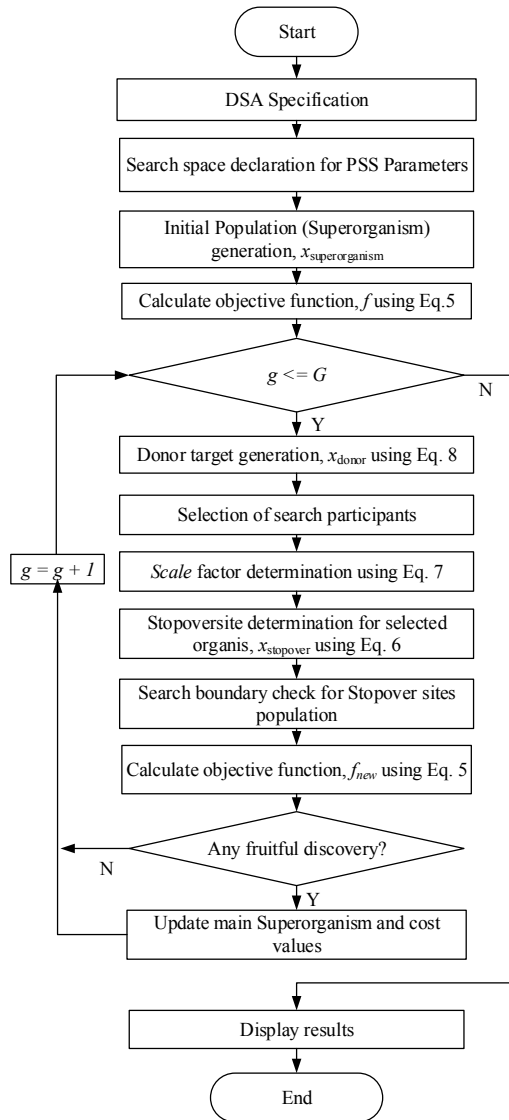 Start
DSA Specification
Search space declaration for PSS Parameters
Initial Population (Superorganism)
generation, xsuperorganism
Calculate objective function, f using Eq.5
g <= G
N
Y
Donor target generation, xdonor using Eq. 8
Selection of search participants
g = g + 1
Scale factor determination using Eq. 7
Stopoversite determination for selected
organis, xstopover using Eq. 6
Search boundary check for Stopover sites
population
Calculate objective function, fnew using Eq. 5
Any fruitful discovery?
N
Y
Update main Superorganism and cost
values
Display results
End